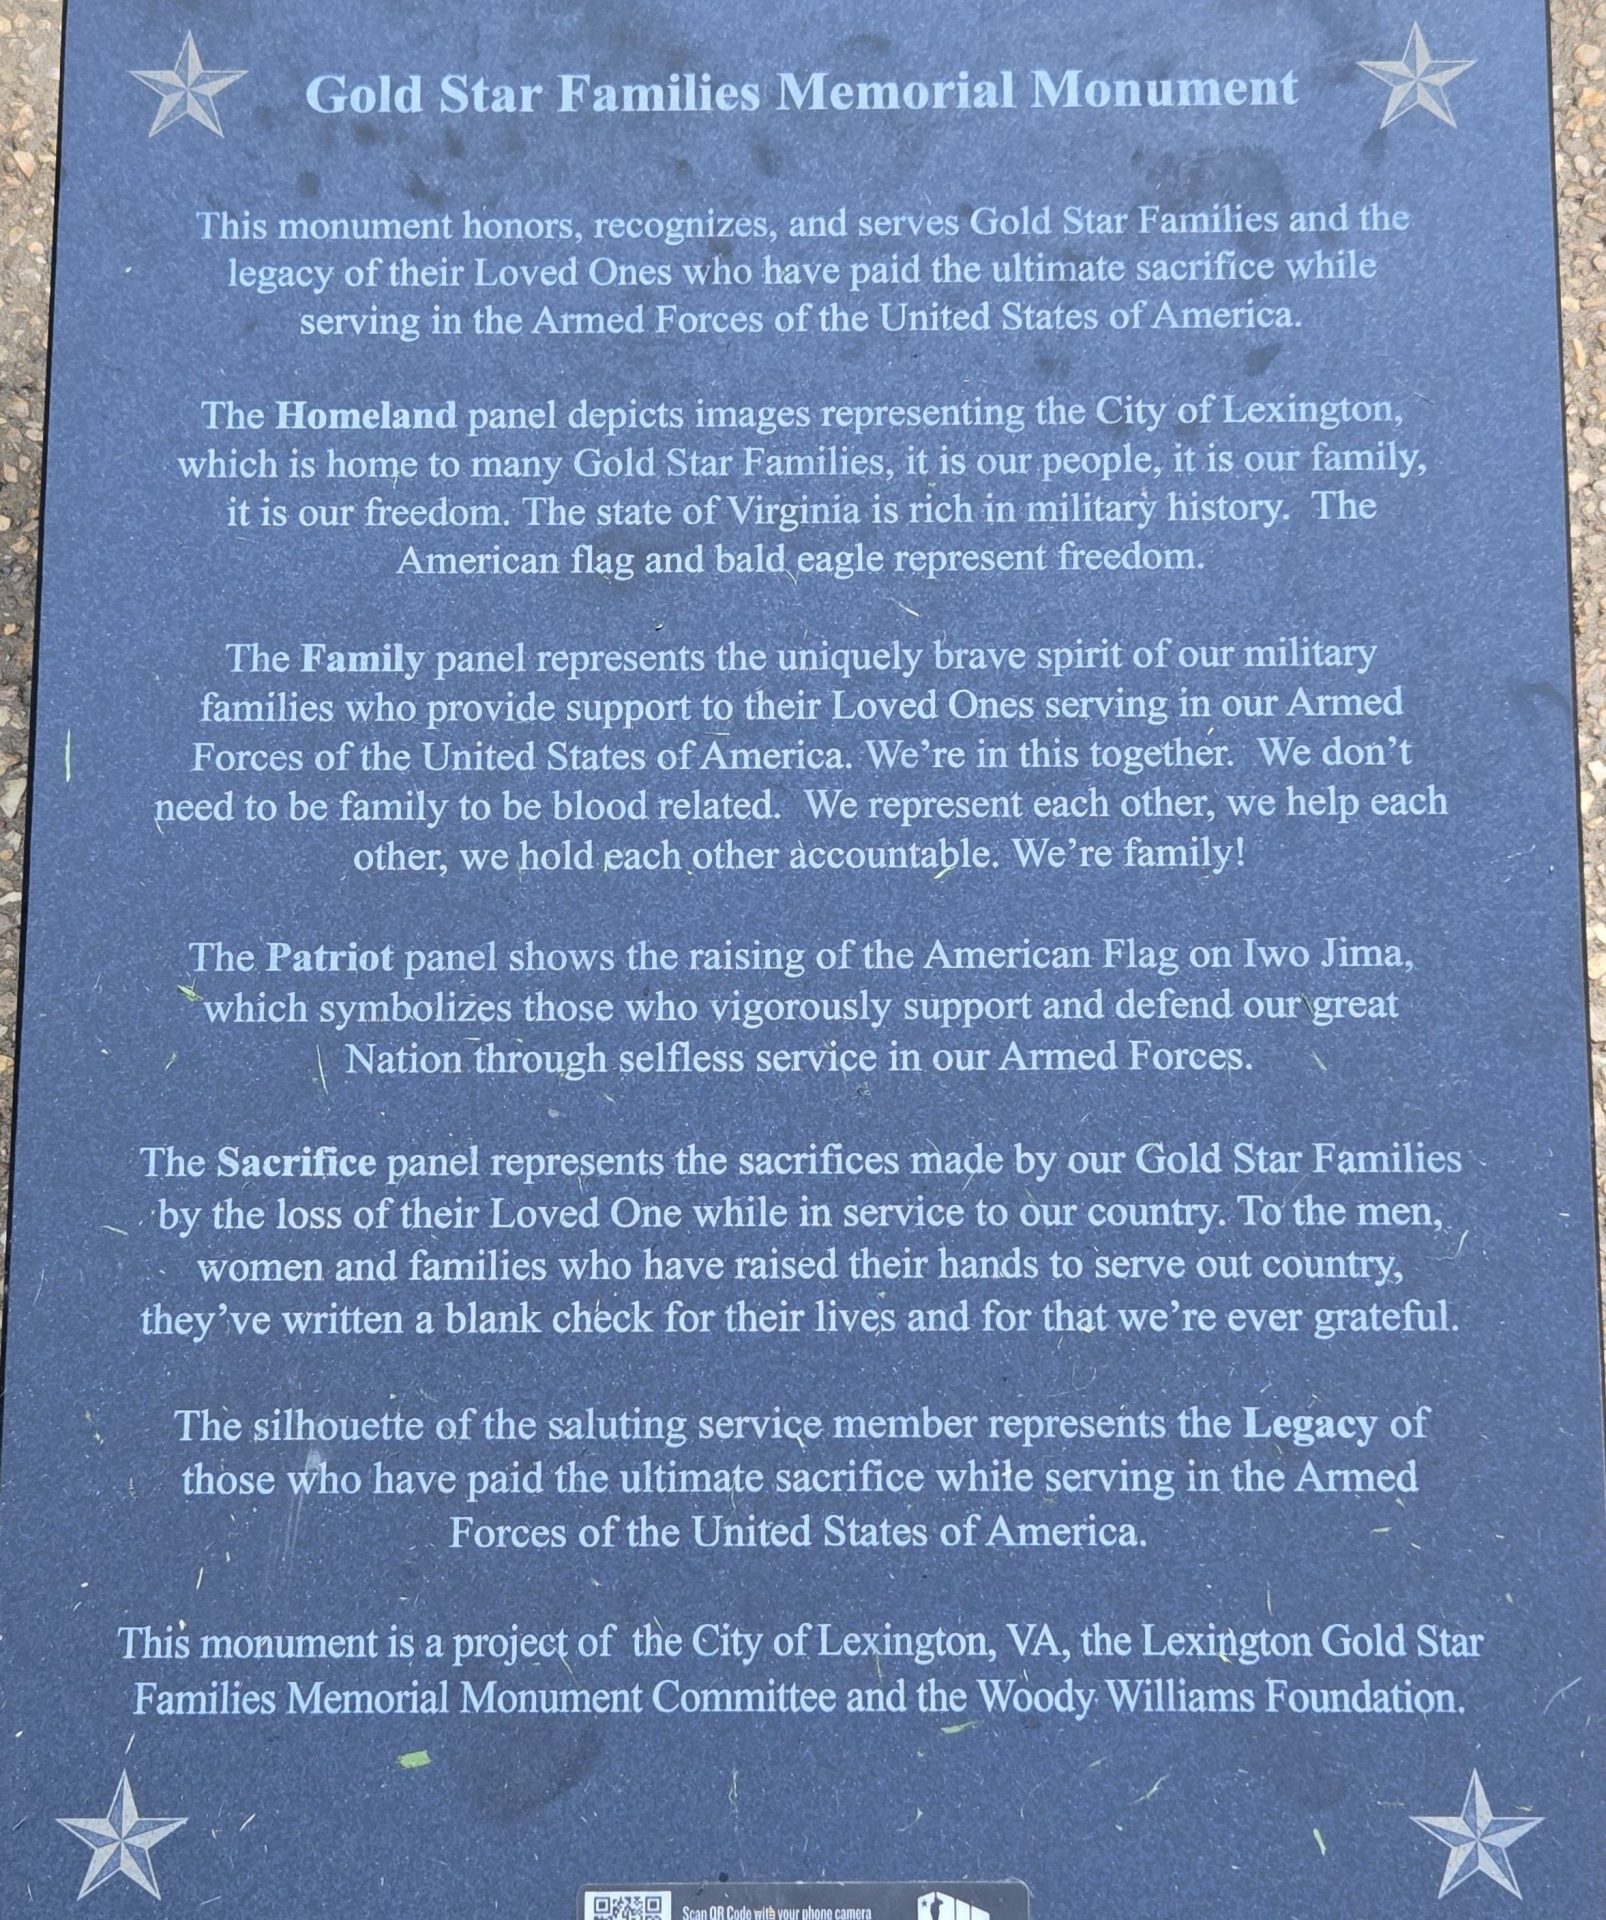 Gold Star Families Memorial Monument
This monument honors, recognizes, and serves Gold Star Families and the
legacy of their Loved Ones who have paid the ultimate sacrifice while
serving in the Armed Forces of the United States of America.
The Homeland panel depicts images representing the City of Lexington,
which is home to many Gold Star Families, it is our people, it is our family,
it is our freedom. The state of Virginia is rich in military history.  The
American flag and bald eagle represent freedom.
The Family panel represents the uniquely brave spirit of our military
families who provide support to their Loved Ones serving in our Armed
Forces of the United States of America. We're in this together.  We don't
need to be family to be blood related.  We represent each other, we help each
other, we hold each other accountable. We're family!
The Patriot panel shows the raising of the American Flag on Iwo Jima,
which symbolizes those who vigorously support and defend our great
Nation through selfless service in our Armed Forces.
The Sacrifice panel represents the sacrifices made by our Gold Star Families
by the loss of their Loved One while in service to our country. To the men,
women and families who have raised their hands to serve out country,
they've written a blank check for their lives and for that we're ever grateful.
The silhouette of the saluting service member represents the Legacy of
those who have paid the ultimate sacrifice while serving in the Armed
Forces of the United States of America.
This monument is a project of  the City of Lexington, VA, the Lexington Gold Star
Families Memorial Monument Committee and the Woody Williams Foundation.
Scan QR Code with your phone camera